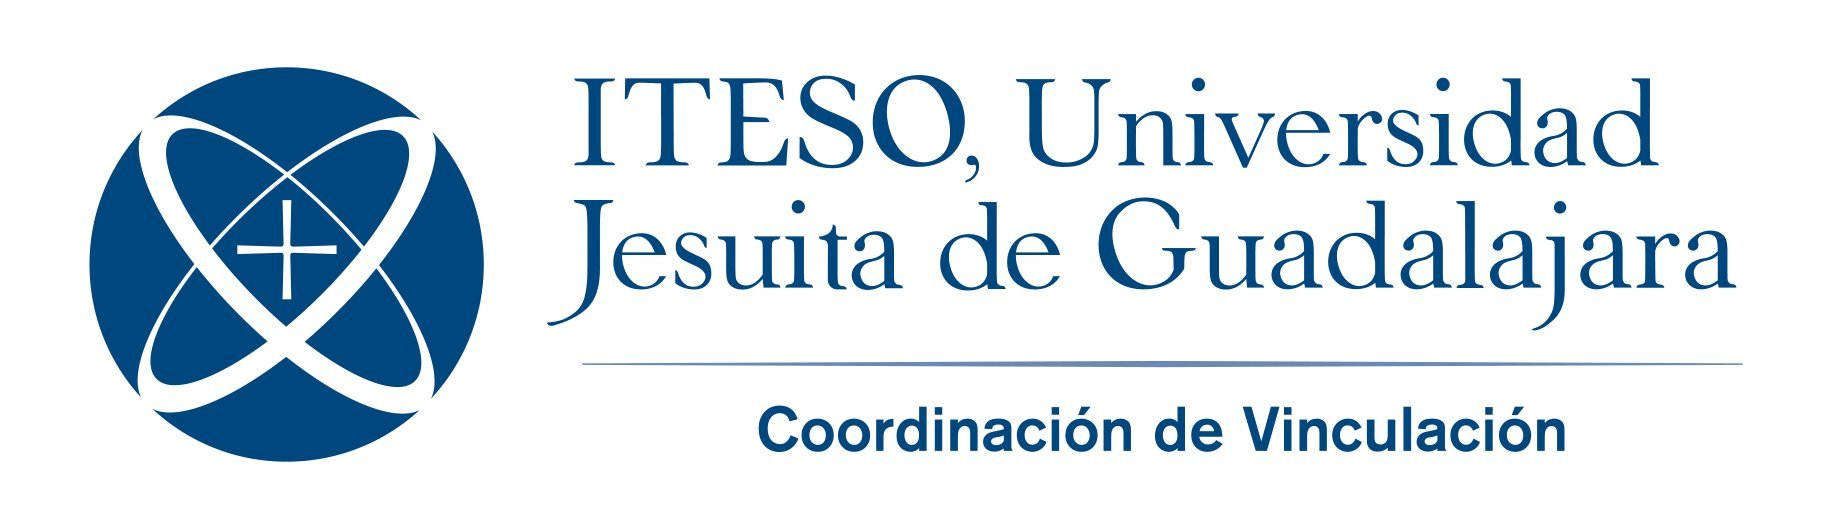 ITESO, Universidad
Jesuita de Guadalajara
Coordinación de Vinculación